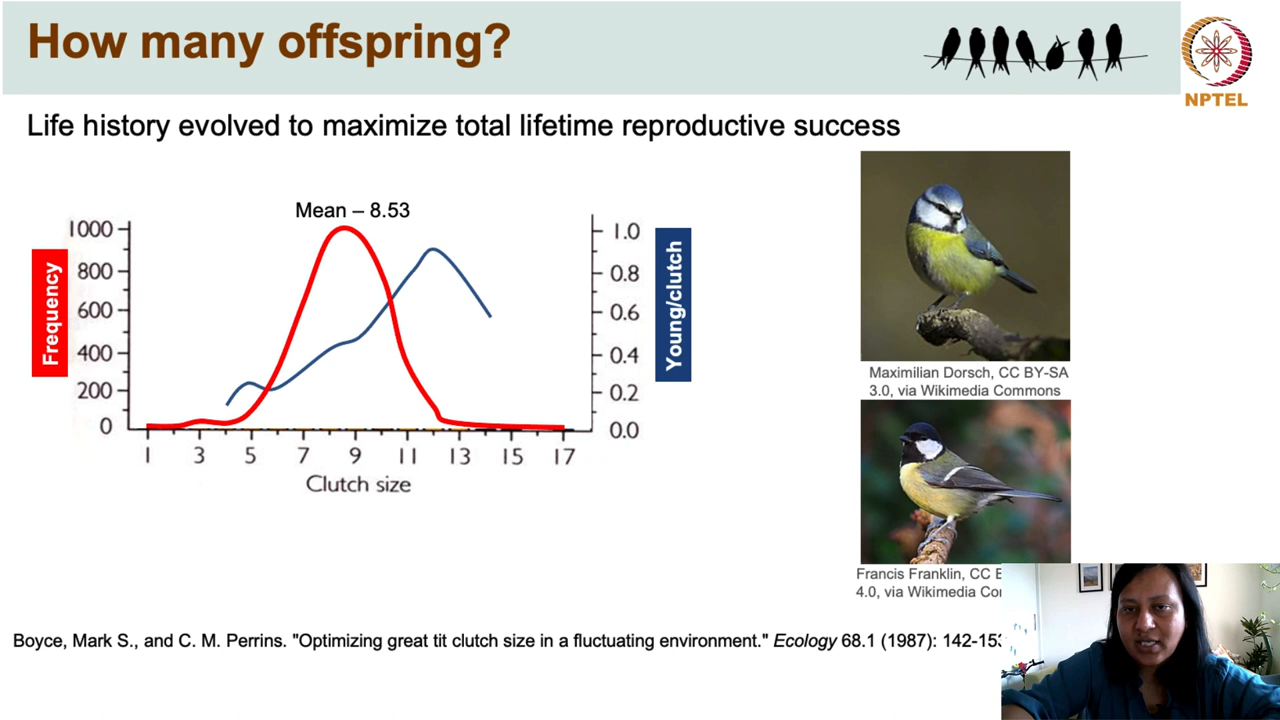 How many offspring?
NPTEL
Life history evolved to maximize total lifetime reproductive success
Mean – 8.53
1000
800
600
400
200
0
Frequency
1.0
0.8
0.6
0.4
0.2
0.0
Young/clutch
1 3 5 7 9 11 13 15 17
Clutch size
Maximilian Dorsch, CC BY-SA
3.0, via Wikimedia Commons
Francis Franklin, CC
4.0, via Wikimedia
Boyce, Mark S., and C. M. Perrins. "Optimizing great tit clutch size in a fluctuating environment." Ecology 68.1 (1987): 142-153